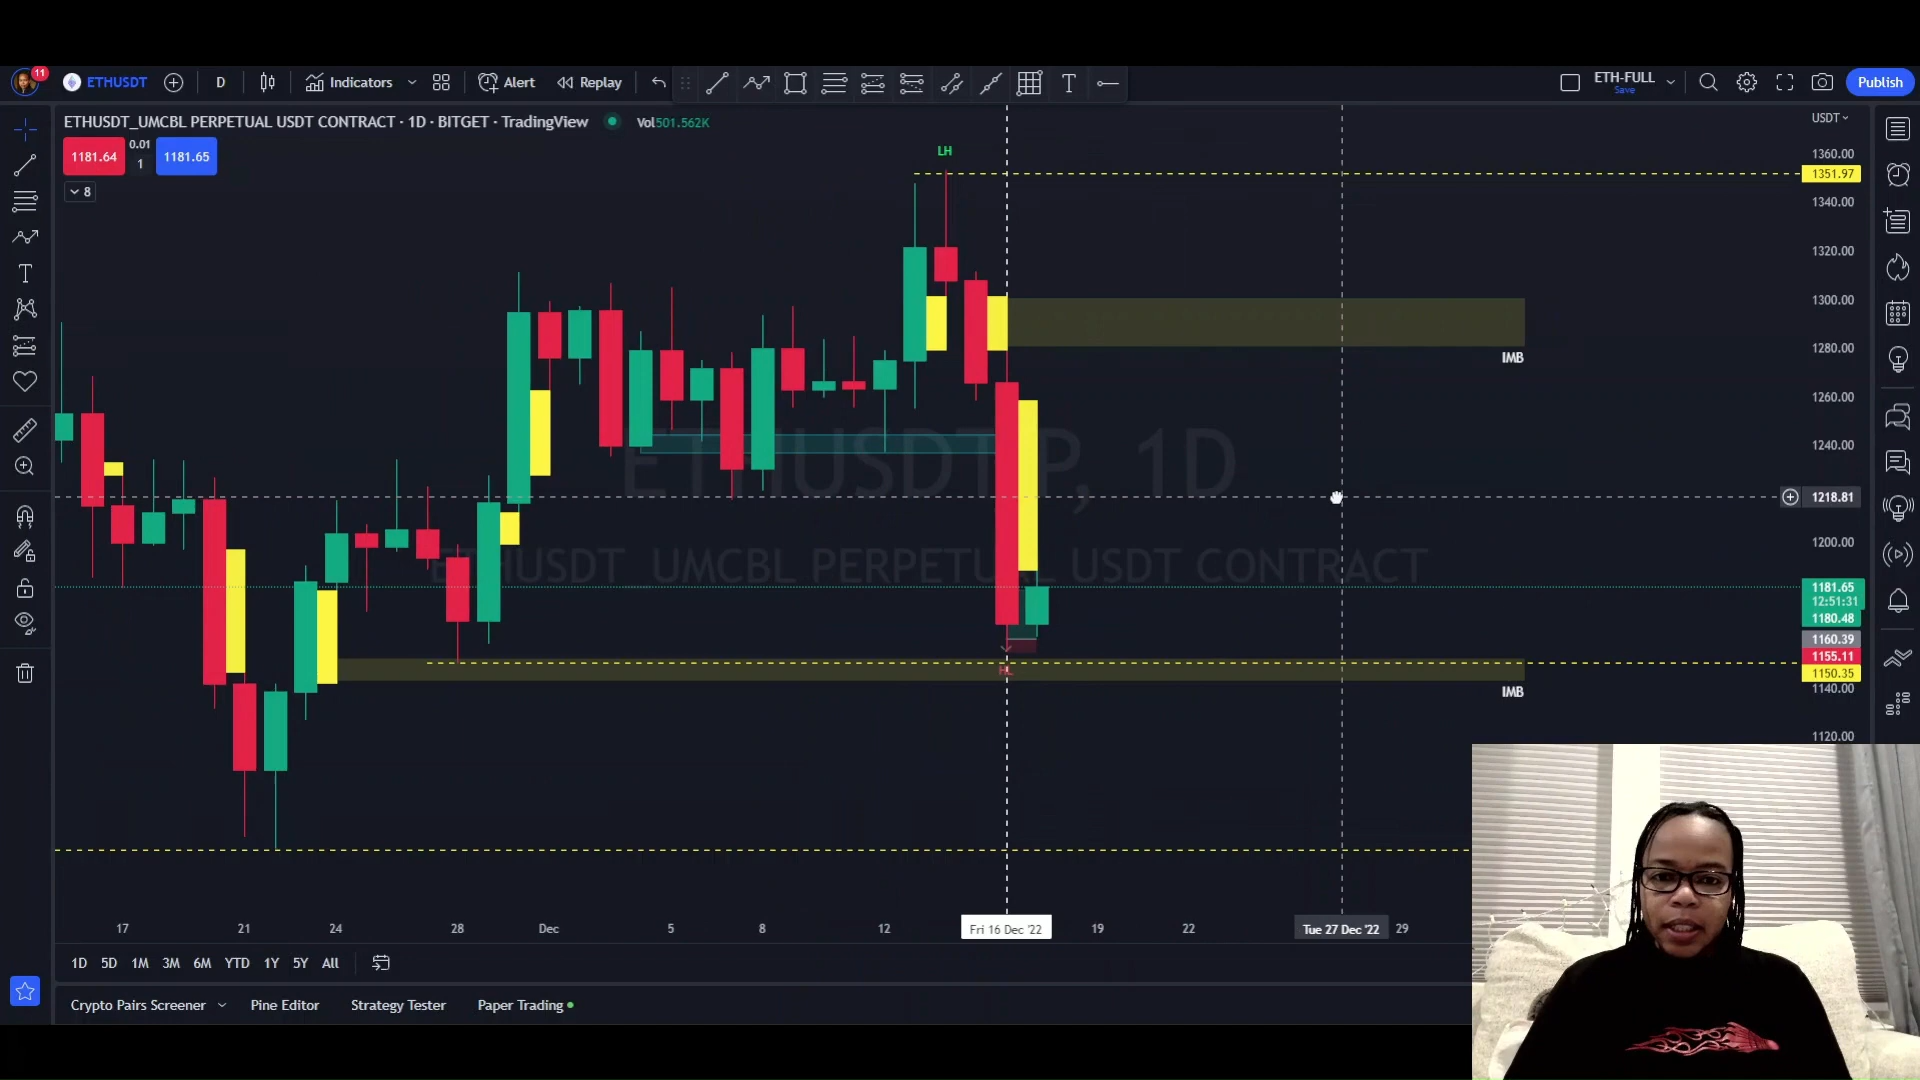 11
ETHUSDT
D
Indicators
Alert
Replay
ETH-FULL
Save
Publish
ETHUSDT_UMCBL PERPETUAL USDT CONTRACT · 1D · BITGET · TradingView
Vol501.562K
USDT
1181.64
0.01
1
1181.65
8
LH
1360.00
1351.97
1340.00
1320.00
1300.00
1280.00
IMB
1260.00
1240.00
ETHUSDT.P, 1D
1218.81
1200.00
ETHUSDT_UMCBL PERPETUAL USDT CONTRACT
1181.65
12:51:31
1180.48
1160.39
1155.11
HL
1150.35
IMB
1140.00
1120.00
17
21
24
28
Dec
5
8
12
Fri 16 Dec '22
19
22
Tue 27 Dec '22
29
1D 5D 1M 3M 6M YTD 1Y 5Y All
Crypto Pairs Screener
Pine Editor
Strategy Tester
Paper Trading